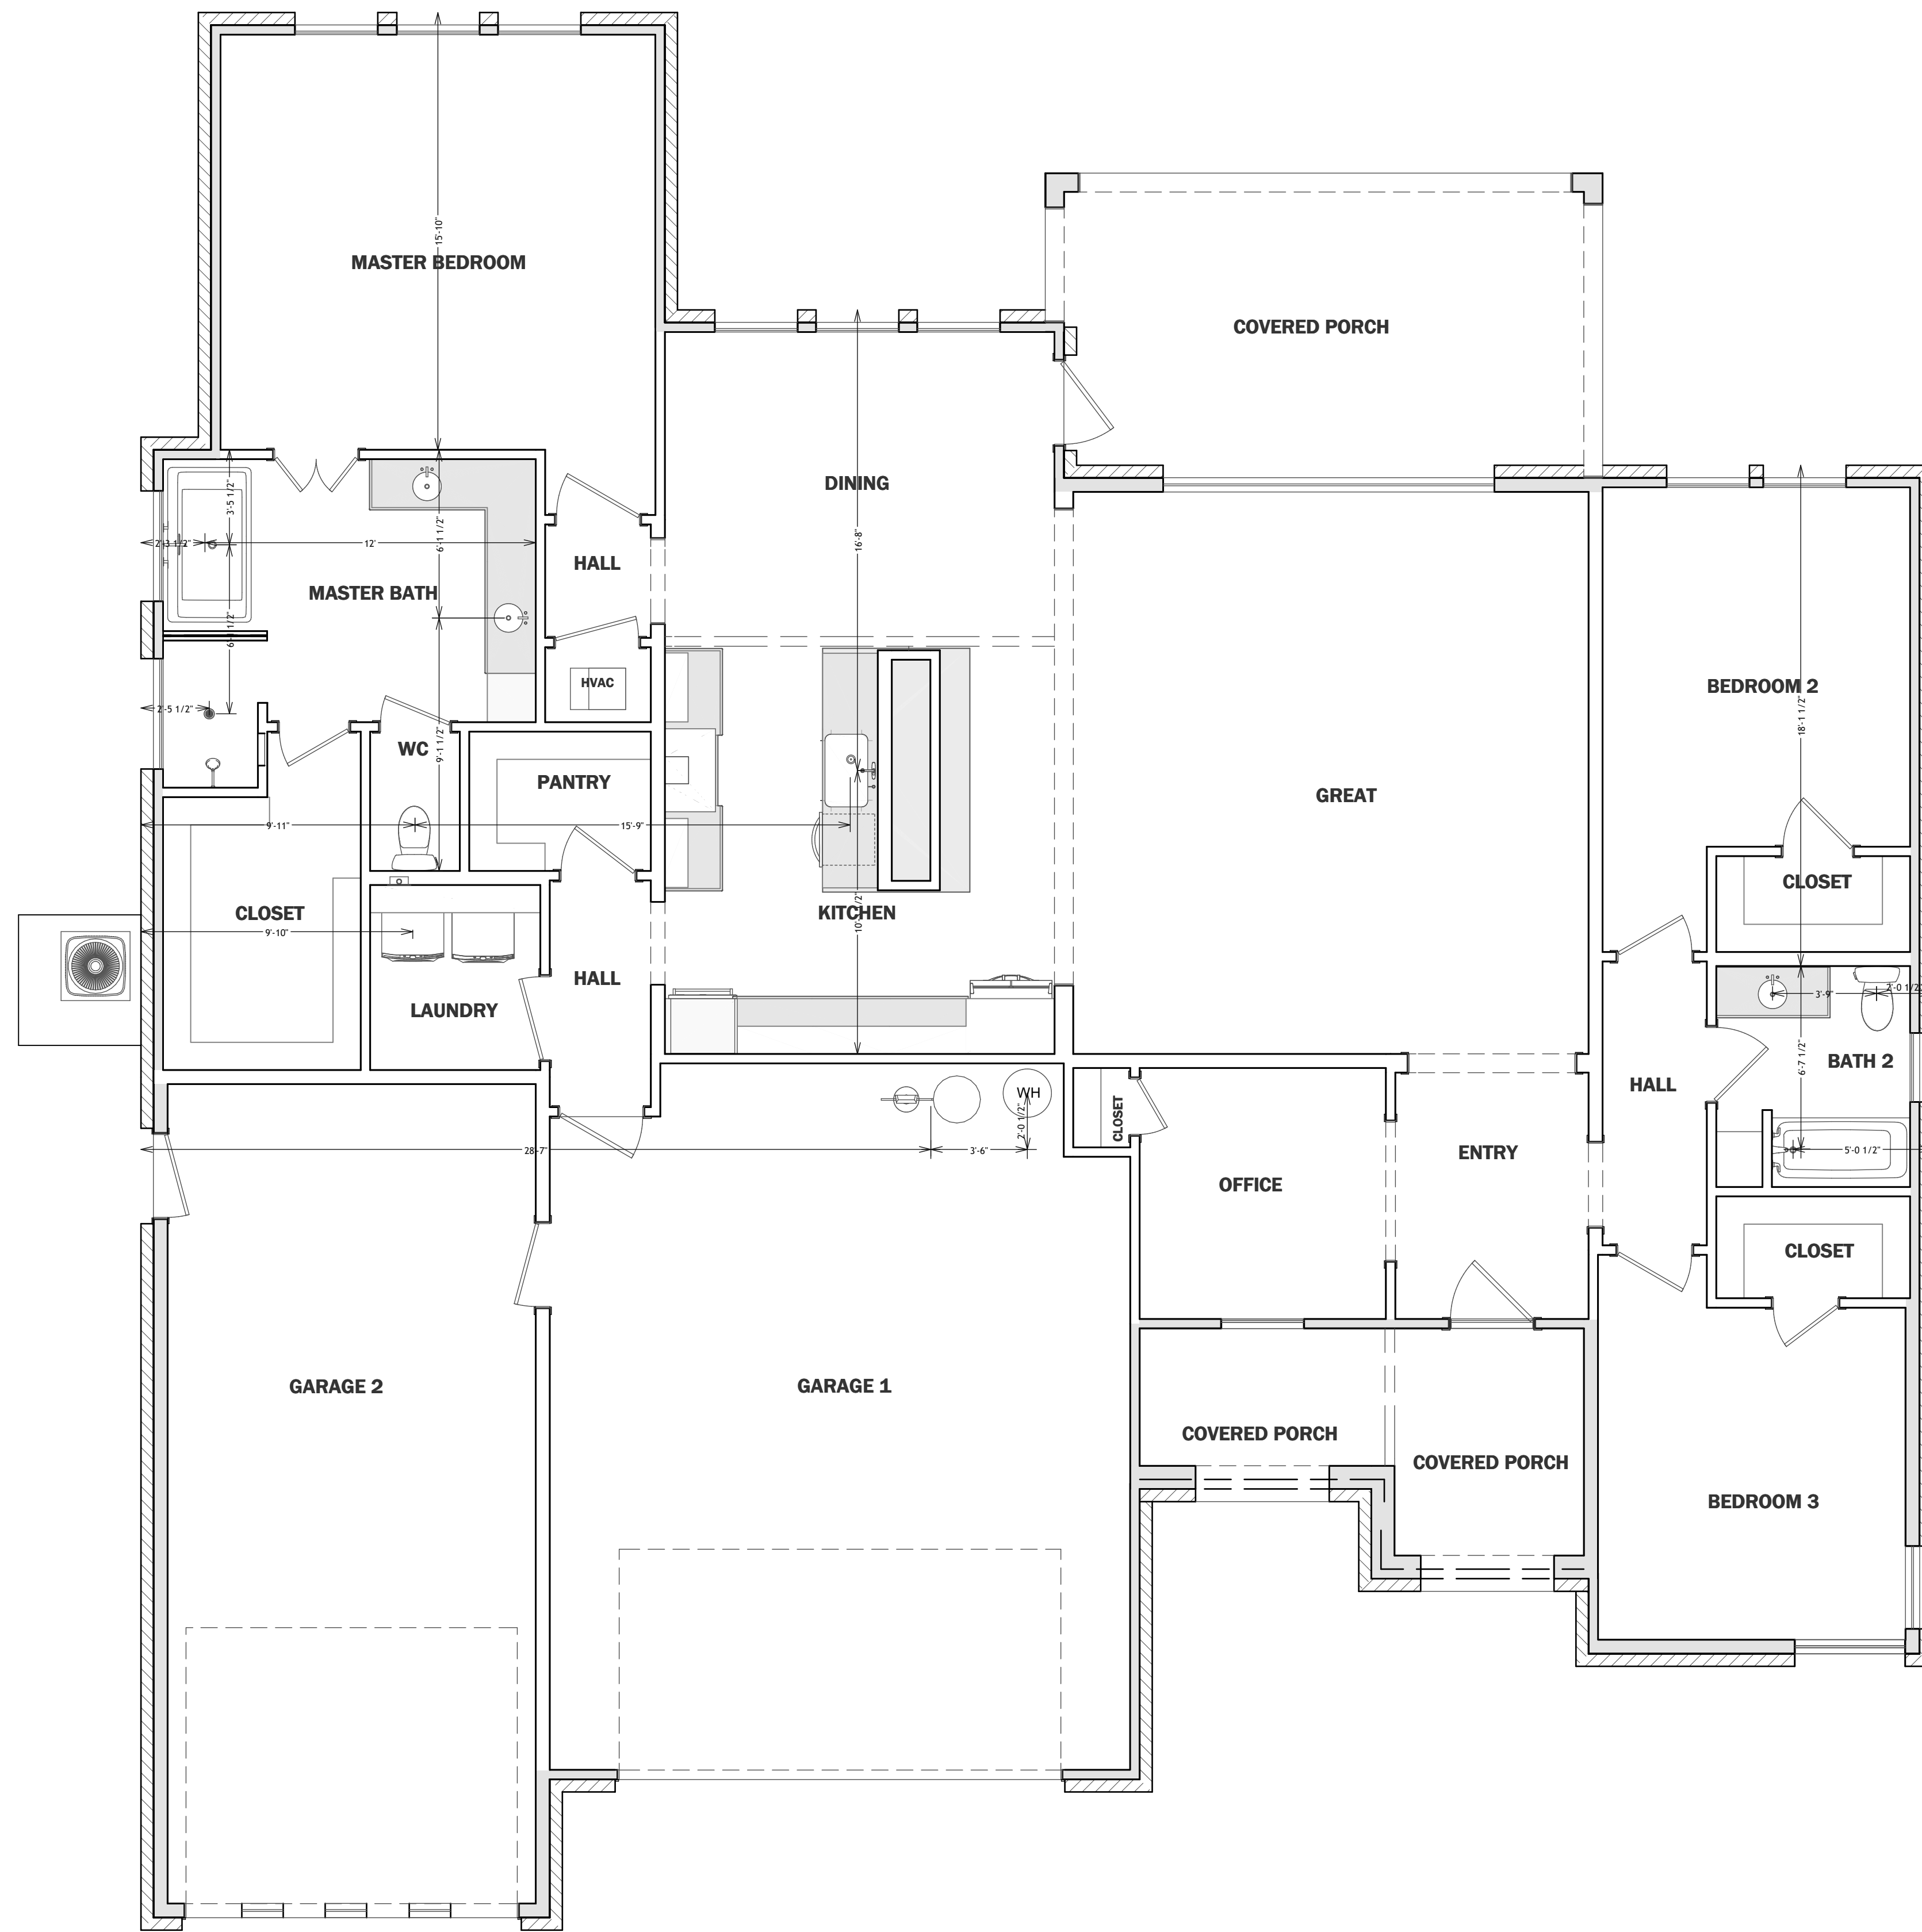 15'-10"
MASTER BEDROOM
COVERED PORCH
DINING
3'-5 1/2"
6'-1 1/2"
16'-8"
2'-3 1/2"
12'
HALL
MASTER BATH
BEDROOM 2
HVAC
2'-5 1/2"
18'-1 1/2"
WC
9'-1 1/2"
PANTRY
GREAT
9'-11"
15'-9"
CLOSET
CLOSET
KITCHEN
9'-10"
HALL
LAUNDRY
3'-9"
2'-0 1/2"
6'-7 1/2"
BATH 2
HALL
WH
2'-0 1/2"
CLOSET
28'-7"
3'-6"
ENTRY
5'-0 1/2"
OFFICE
CLOSET
GARAGE 2
GARAGE 1
COVERED PORCH
COVERED PORCH
BEDROOM 3